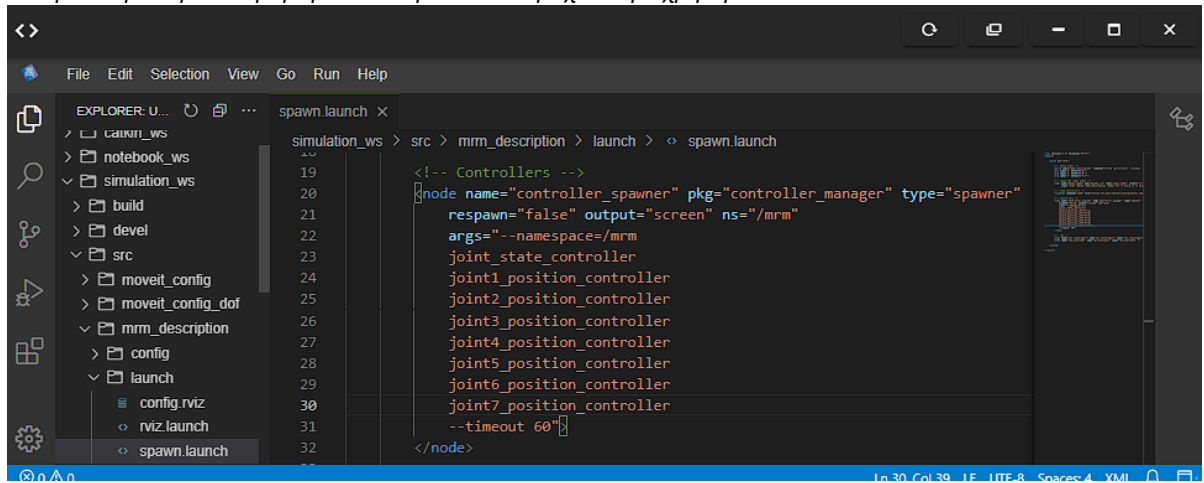 File Edit Selection View Go Run Help
EXPLORER: U...
spawn.launch
simulation_ws > src > mrm_description > launch > spawn.launch
catkin_ws
notebook_ws
simulation_ws
build
devel
src
moveit_config
moveit_config_dof
mrm_description
config
launch
config.rviz
rviz.launch
spawn.launch
19 <!-- Controllers -->
20 <node name="controller_spawner" pkg="controller_manager" type="spawner"
21 respawn="false" output="screen" ns="/mrm"
22 args="--namespace=/mrm
23 joint_state_controller
24 joint1_position_controller
25 joint2_position_controller
26 joint3_position_controller
27 joint4_position_controller
28 joint5_position_controller
29 joint6_position_controller
30 joint7_position_controller
31 --timeout 60">
32 </node>
0 0
Ln 30, Col 39 LF UTF-8 Spaces: 4 XML